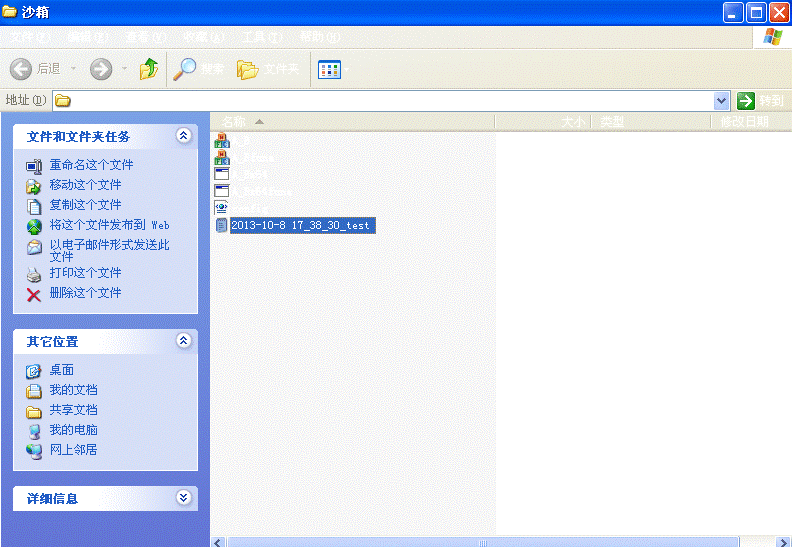 沙箱
文件(F) 编辑(E) 查看(V) 收藏(A) 工具(T) 帮助(H)
后退 搜索 文件夹
地址(D) 转到
名称 大小 类型 修改日期
文件和文件夹任务
重命名这个文件
移动这个文件
复制这个文件
将这个文件发布到 Web
以电子邮件形式发送此
文件
打印这个文件
删除这个文件
2013-10-8 17_38_30_test
其它位置
桌面
我的文档
共享文档
我的电脑
网上邻居
详细信息